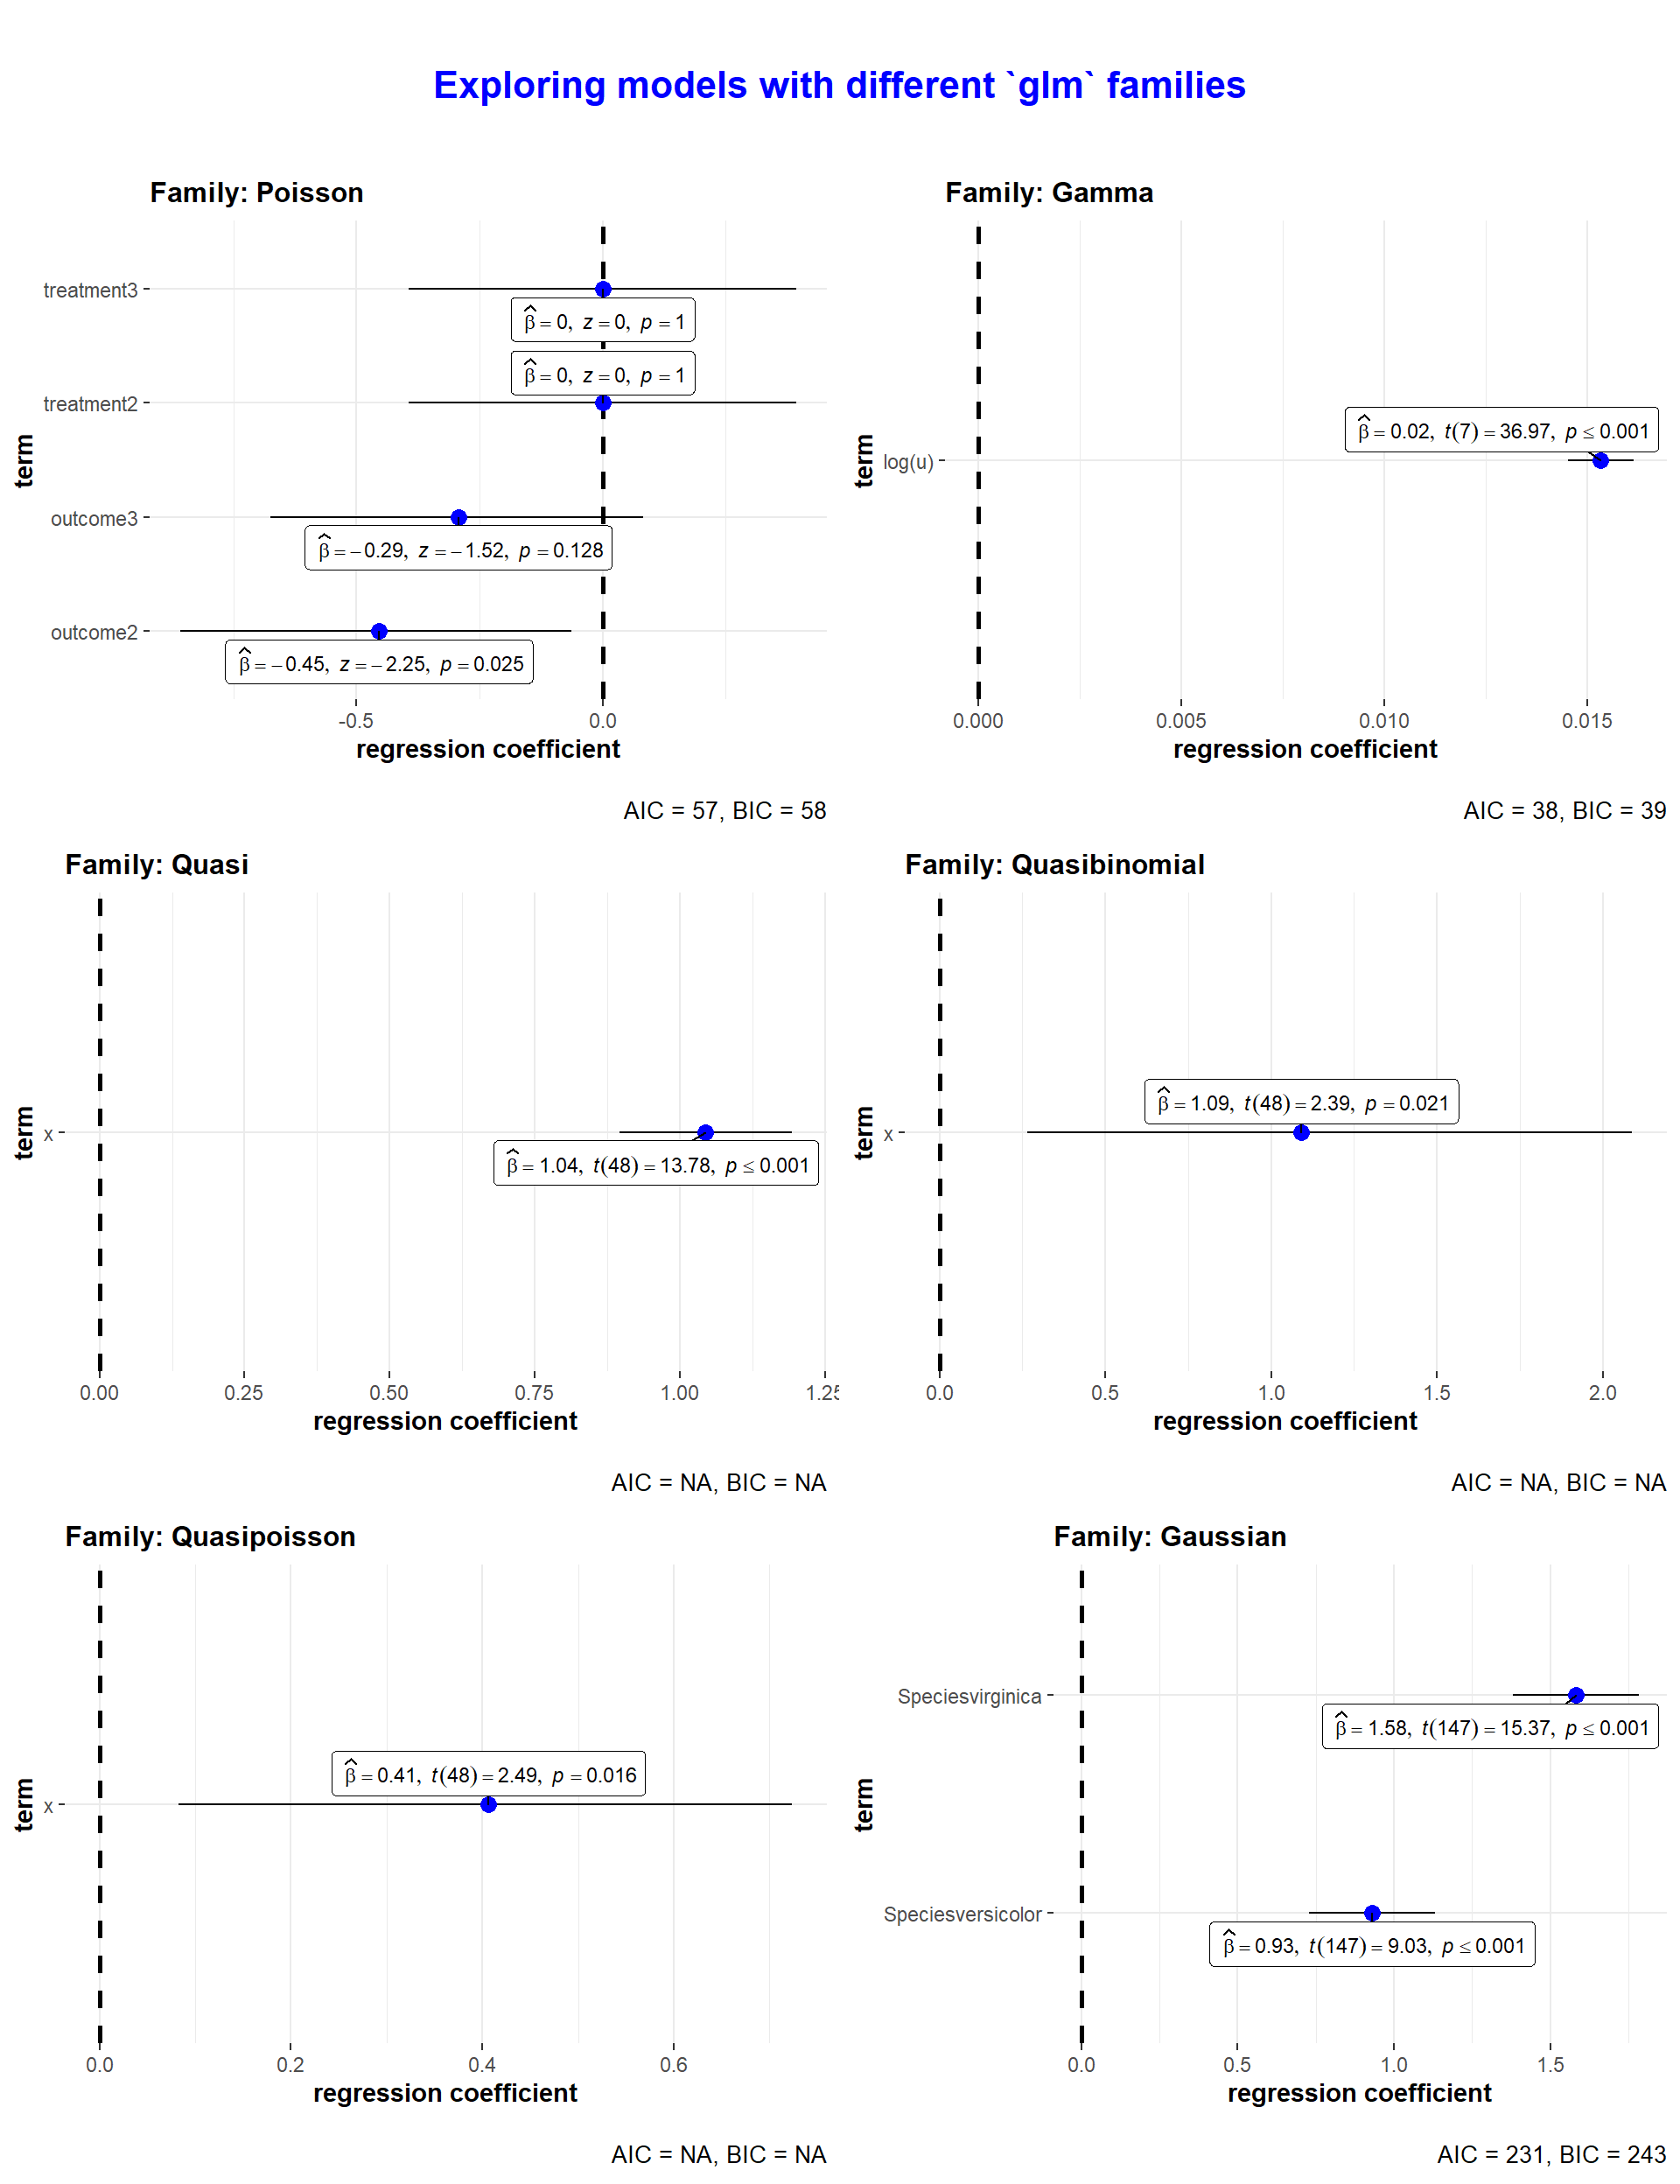 Exploring models with different `glm` families
Family: Poisson
term
treatment3
treatment2
outcome3
outcome2
β̂ = 0, z = 0, p = 1
β̂ = 0, z = 0, p = 1
β̂ = −0.29, z = −1.52, p = 0.128
β̂ = −0.45, z = −2.25, p = 0.025
-0.5 0.0
regression coefficient
AIC = 57, BIC = 58
Family: Gamma
term
log(u)
β̂ = 0.02, t(7) = 36.97, p ≤ 0.001
0.000 0.005 0.010 0.015
regression coefficient
AIC = 38, BIC = 39
Family: Quasi
term
x
β̂ = 1.04, t(48) = 13.78, p ≤ 0.001
0.00 0.25 0.50 0.75 1.00 1.25
regression coefficient
AIC = NA, BIC = NA
Family: Quasibinomial
term
x
β̂ = 1.09, t(48) = 2.39, p = 0.021
0.0 0.5 1.0 1.5 2.0
regression coefficient
AIC = NA, BIC = NA
Family: Quasipoisson
term
x
β̂ = 0.41, t(48) = 2.49, p = 0.016
0.0 0.2 0.4 0.6
regression coefficient
AIC = NA, BIC = NA
Family: Gaussian
term
Speciesvirginica
Speciesversicolor
β̂ = 1.58, t(147) = 15.37, p ≤ 0.001
β̂ = 0.93, t(147) = 9.03, p ≤ 0.001
0.0 0.5 1.0 1.5
regression coefficient
AIC = 231, BIC = 243